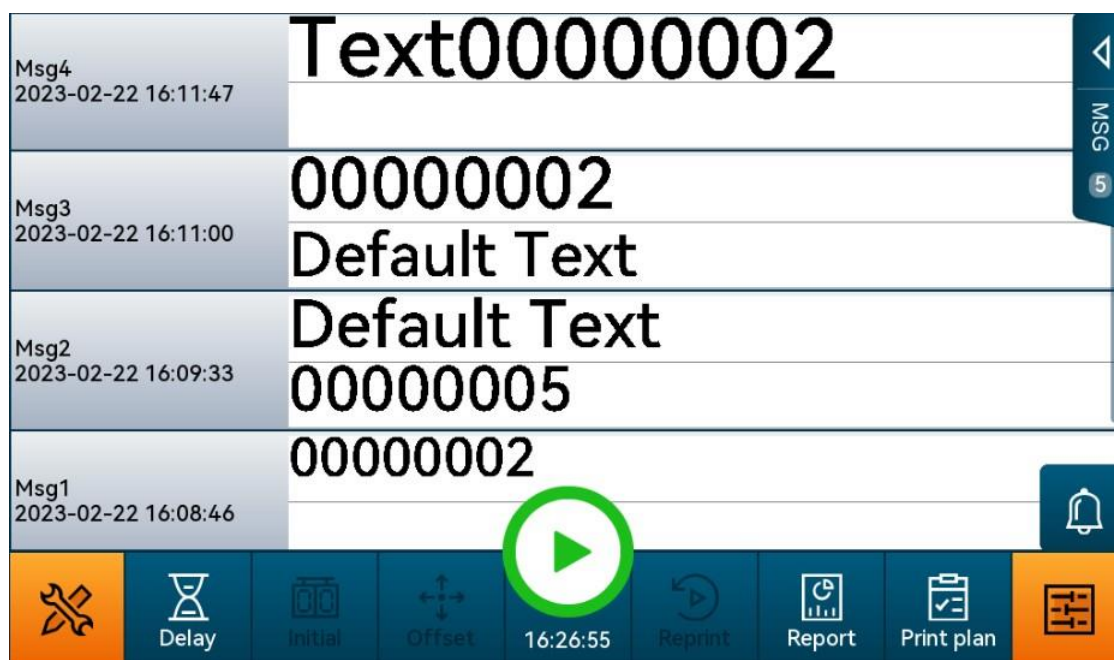 Msg4
2023-02-22 16:11:47
Text00000002
Msg3
2023-02-22 16:11:00
00000002
Default Text
Msg2
2023-02-22 16:09:33
Default Text
00000005
Msg1
2023-02-22 16:08:46
00000002
MSG 5
Delay
Initial
Offset
16:26:55
Reprint
Report
Print plan